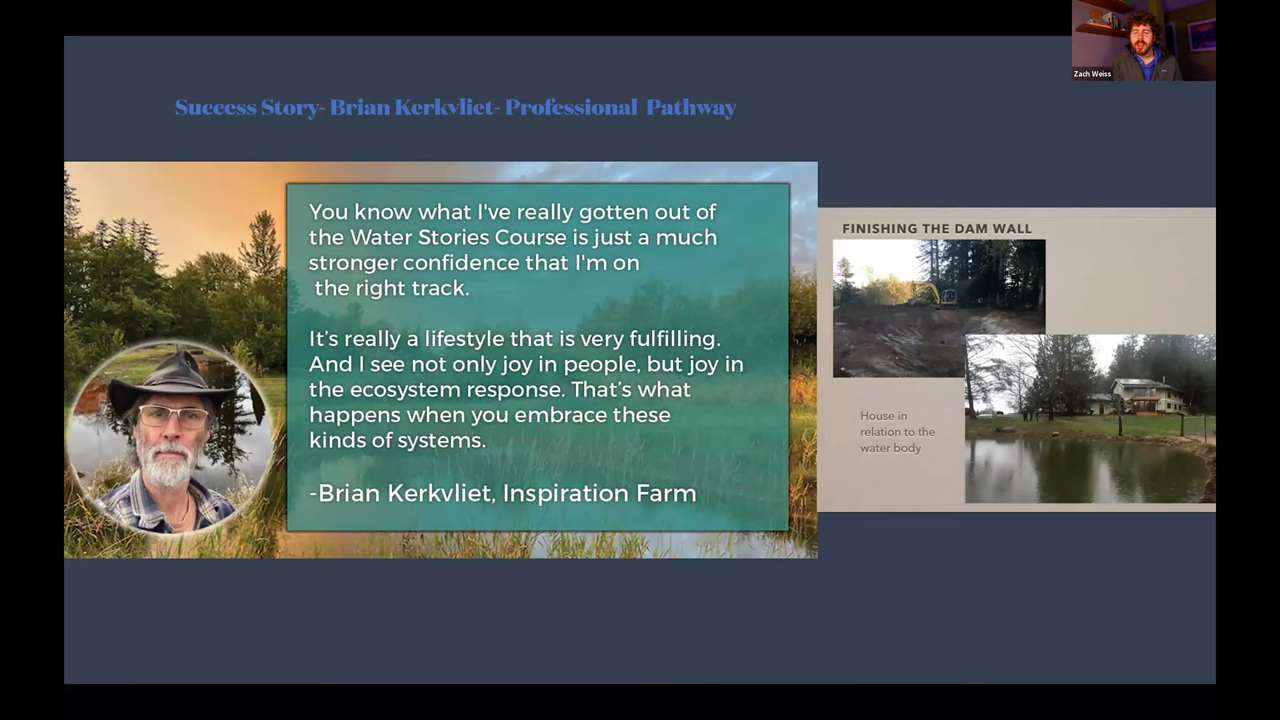 Zach Weiss
Success Story- Brian Kerkvliet- Professional Pathway
You know what I've really gotten out of
the Water Stories Course is just a much
stronger confidence that I'm on
the right track.
It's really a lifestyle that is very fulfilling.
And I see not only joy in people, but joy in
the ecosystem response. That's what
happens when you embrace these
kinds of systems.
-Brian Kerkvliet, Inspiration Farm
FINISHING THE DAM WALL
House in
relation to the
water body